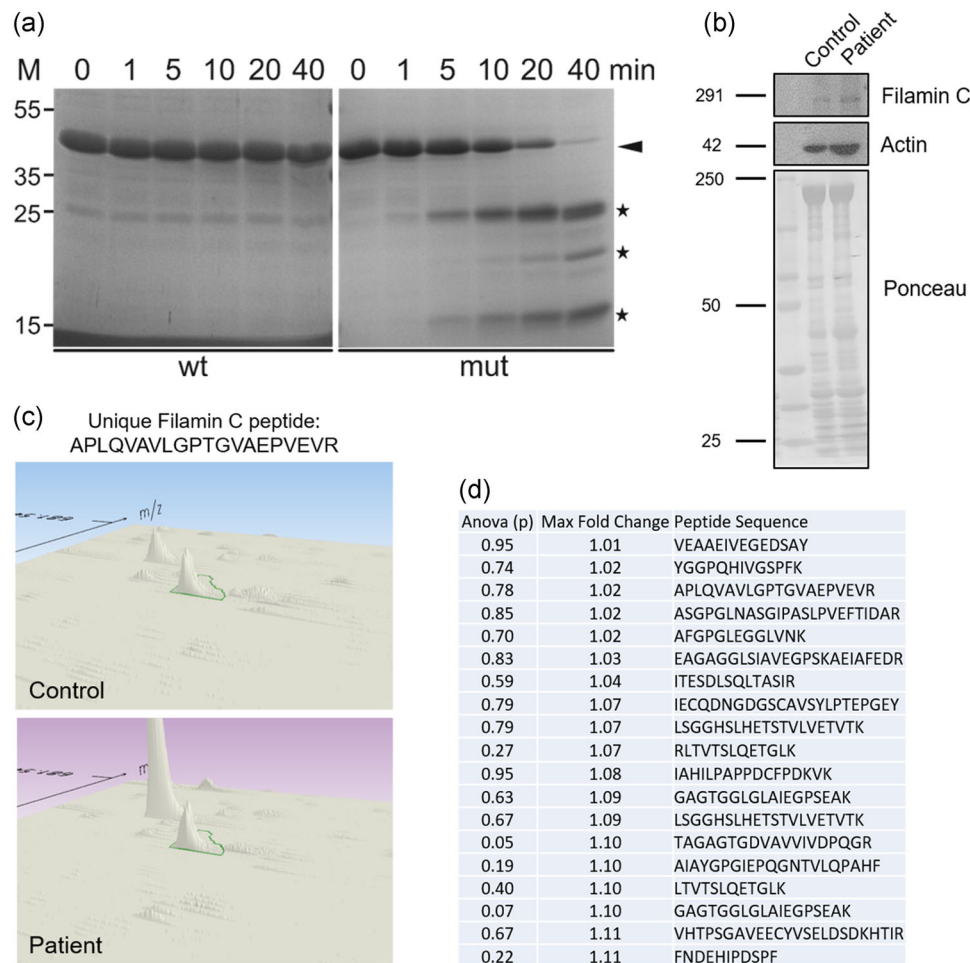 (a)
M 0 1 5 10 20 40 0 1 5 10 20 40 min
55
35
25
15
wt mut
(b)
Control Patient
291 Filamin C
42 Actin
250
50
25
Ponceau
(c)
Unique Filamin C peptide:
APLQVAVLGPTGVAEPVEVR
m/z
Control
m
Patient
(d)
Anova (p) Max Fold Change Peptide Sequence
0.95 1.01 VEAAEIVEGEDSAY
0.74 1.02 YGGPQHIVGSPFK
0.78 1.02 APLQVAVLGPTGVAEPVEVR
0.85 1.02 ASGPGLNASGIPASLPVEFTIDAR
0.70 1.02 AFGPGLEGGLVNK
0.83 1.03 EAGAGGLSIAVEGPSKAEIAFEDR
0.59 1.04 ITESDLSQLTASIR
0.79 1.07 IECQDNGDGSCAVSYLPTEPGEY
0.79 1.07 LSGGHSLHETSTVLVETVTK
0.27 1.07 RLTVTSLQETGLK
0.95 1.08 IAHILPAPPDCFPDKVK
0.63 1.09 GAGTGGLGLAIEGPSEAK
0.67 1.09 LSGGHSLHETSTVLVETVTK
0.05 1.10 TAGAGTGDVAVVIVDPQGR
0.19 1.10 AIAYGPGIEPQGNTVLQPAHF
0.40 1.10 LTVTSLQETGLK
0.07 1.10 GAGTGGLGLAIEGPSEAK
0.67 1.11 VHTPSGAVEECYVSELDSDKHTIR
0.22 1.11 FNDEHIPDSPF